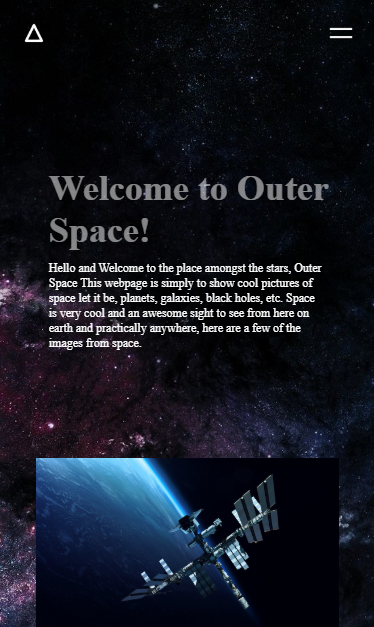 Welcome to Outer
Space!
Hello and Welcome to the place amongst the stars, Outer
Space This webpage is simply to show cool pictures of
space let it be, planets, galaxies, black holes, etc. Space
is very cool and an awesome sight to see from here on
earth and practically anywhere, here are a few of the
images from space.